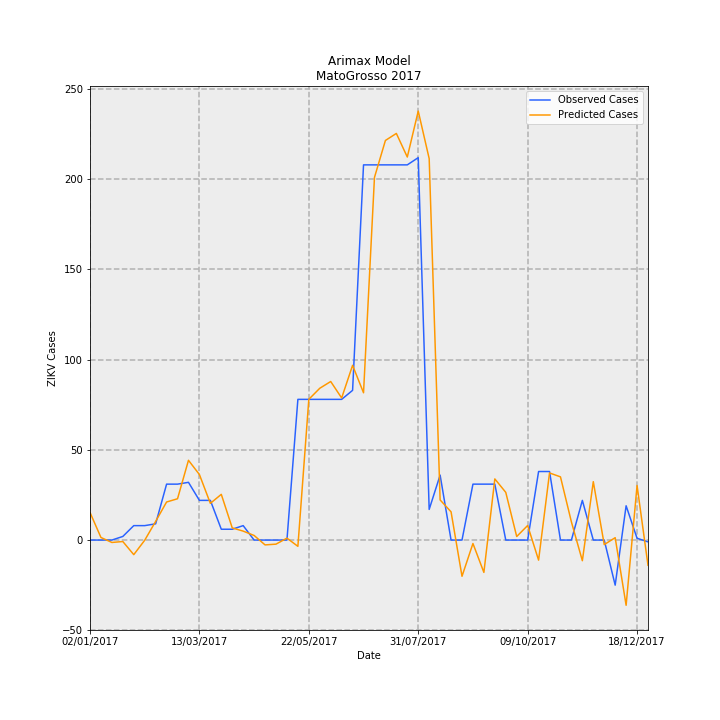 Arimax Model
MatoGrosso 2017
Observed Cases
Predicted Cases
ZIKV Cases
250
200
150
100
50
0
−50
02/01/2017
13/03/2017
22/05/2017
31/07/2017
09/10/2017
18/12/2017
Date